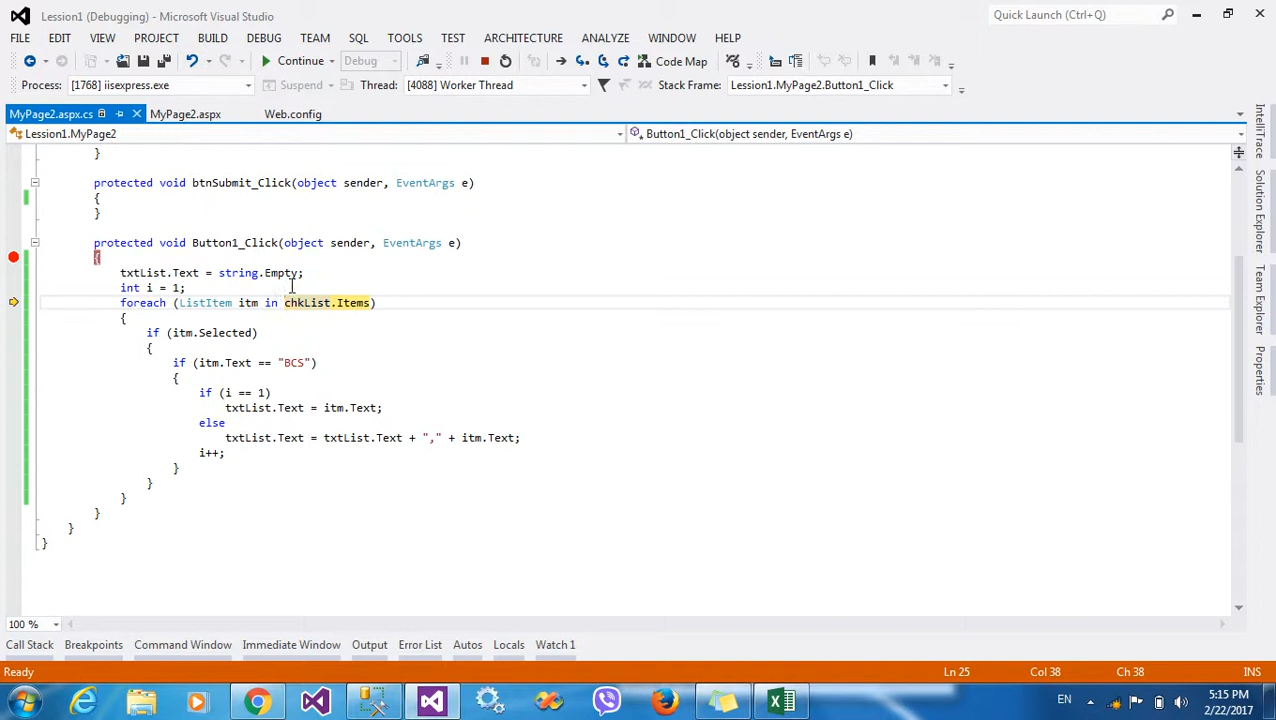 Lession1 (Debugging) - Microsoft Visual Studio
Quick Launch (Ctrl+Q)
FILE EDIT VIEW PROJECT BUILD DEBUG TEAM SQL TOOLS TEST ARCHITECTURE ANALYZE WINDOW HELP
Continue Debug Code Map
Process: [1768] iisexpress.exe Suspend Thread: [4088] Worker Thread Stack Frame: Lession1.MyPage2.Button1_Click
MyPage2.aspx.cs MyPage2.aspx Web.config
Lession1.MyPage2 Button1_Click(object sender, EventArgs e)
}
protected void btnSubmit_Click(object sender, EventArgs e)
{
}
protected void Button1_Click(object sender, EventArgs e)
{
txtList.Text = string.Empty;
int i = 1;
foreach (ListItem itm in chkList.Items)
{
if (itm.Selected)
{
if (itm.Text == "BCS")
{
if (i == 1)
txtList.Text = itm.Text;
else
txtList.Text = txtList.Text + "," + itm.Text;
i++;
}
}
}
}
}
}
IntelliTrace
Solution Explorer
Team Explorer
Properties
100 %
Call Stack Breakpoints Command Window Immediate Window Output Error List Autos Locals Watch 1
Ready Ln 25 Col 38 Ch 38 INS
EN 5:15 PM
2/22/2017